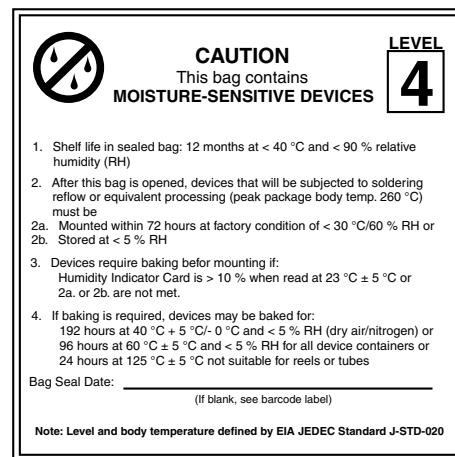 CAUTION
This bag contains
MOISTURE-SENSITIVE DEVICES
LEVEL
4
1. Shelf life in sealed bag: 12 months at < 40 °C and < 90 % relative
humidity (RH)
2. After this bag is opened, devices that will be subjected to soldering
reflow or equivalent processing (peak package body temp. 260 °C)
must be
2a. Mounted within 72 hours at factory condition of < 30 °C/60 % RH or
2b. Stored at < 5 % RH
3. Devices require baking befor mounting if:
Humidity Indicator Card is > 10 % when read at 23 °C ± 5 °C or
2a. or 2b. are not met.
4. If baking is required, devices may be baked for:
192 hours at 40 °C + 5 °C/- 0 °C and < 5 % RH (dry air/nitrogen) or
96 hours at 60 °C ± 5 °C and < 5 % RH for all device containers or
24 hours at 125 °C ± 5 °C not suitable for reels or tubes
Bag Seal Date:
(If blank, see barcode label)
Note: Level and body temperature defined by EIA JEDEC Standard J-STD-020